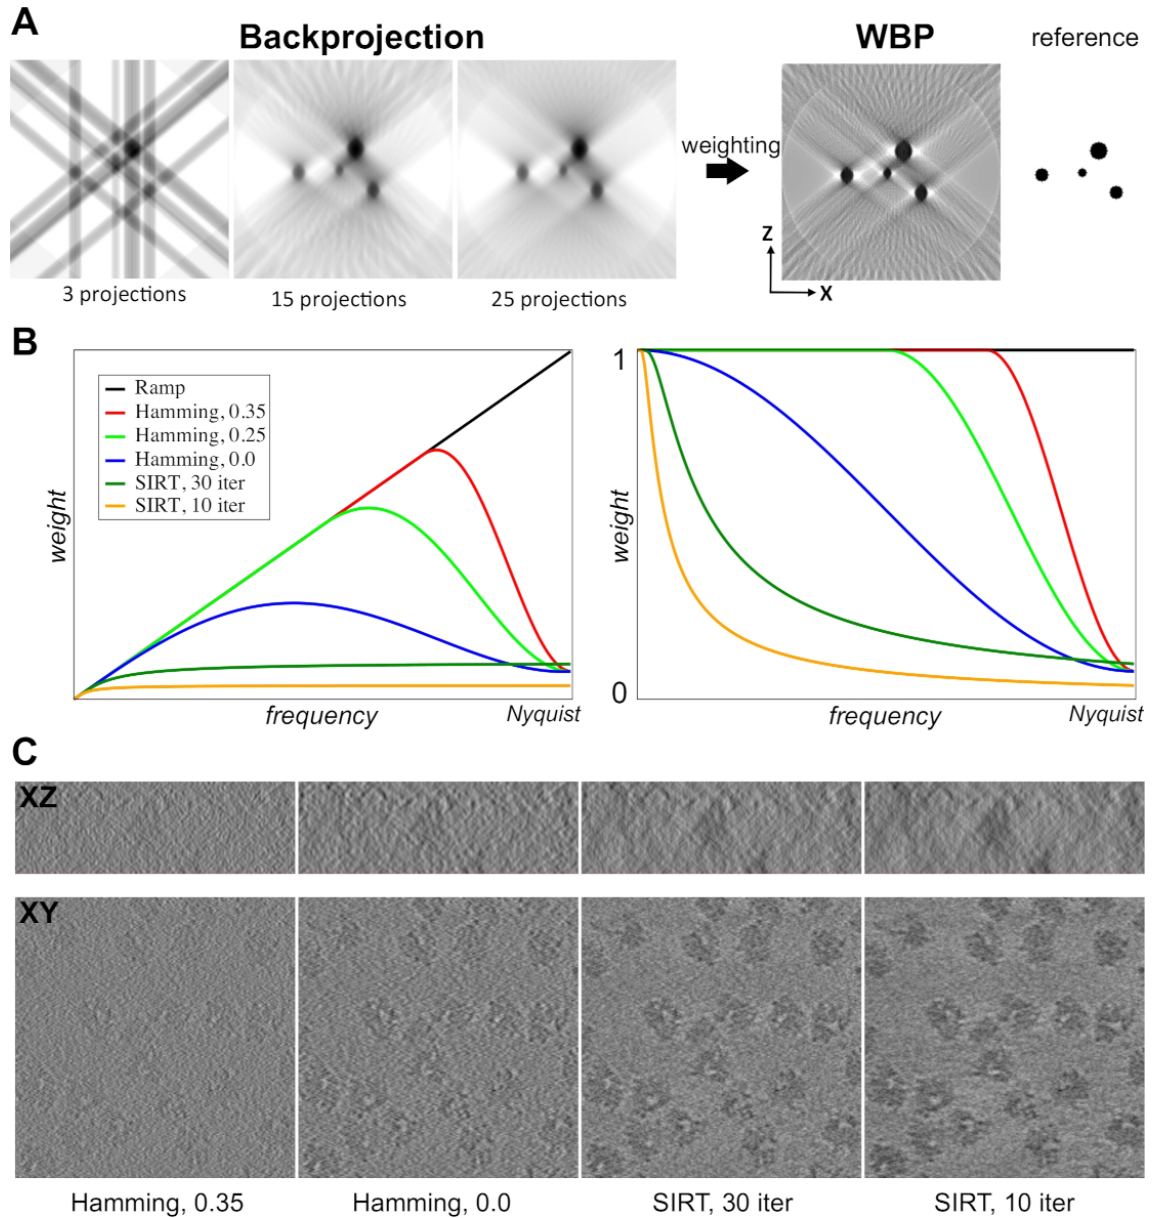 A
Backprojection
WBP
reference
weighting
3 projections
15 projections
25 projections
Z
X
B
Ramp
Hamming, 0.35
Hamming, 0.25
Hamming, 0.0
SIRT, 30 iter
SIRT, 10 iter
weight
frequency
Nyquist
1
weight
0
frequency
Nyquist
C
XZ
XY
Hamming, 0.35
Hamming, 0.0
SIRT, 30 iter
SIRT, 10 iter